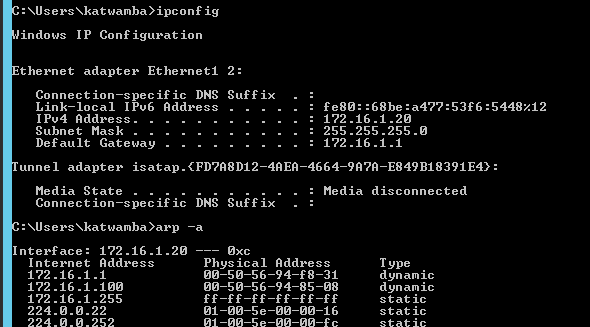 C:\Users\katwamba>ipconfig
Windows IP Configuration
Ethernet adapter Ethernet1 2:
Connection-specific DNS Suffix  . :
Link-local IPv6 Address . . . . . : fe80::68be:a477:53f6:5448%12
IPv4 Address. . . . . . . . . . . : 172.16.1.20
Subnet Mask . . . . . . . . . . . : 255.255.255.0
Default Gateway . . . . . . . . . : 172.16.1.1
Tunnel adapter isatap.{FD7A8D12-4AEA-4664-9A7A-E849B18391E4}:
Media State . . . . . . . . . . . : Media disconnected
Connection-specific DNS Suffix  . :
C:\Users\katwamba>arp -a
Interface: 172.16.1.20 --- 0xc
Internet Address      Physical Address      Type
172.16.1.1            00-50-56-94-f8-31     dynamic
172.16.1.100          00-50-56-94-85-08     dynamic
172.16.1.255          ff-ff-ff-ff-ff-ff     static
224.0.0.22            01-00-5e-00-00-16     static
224.0.0.252           01-00-5e-00-00-fc     static